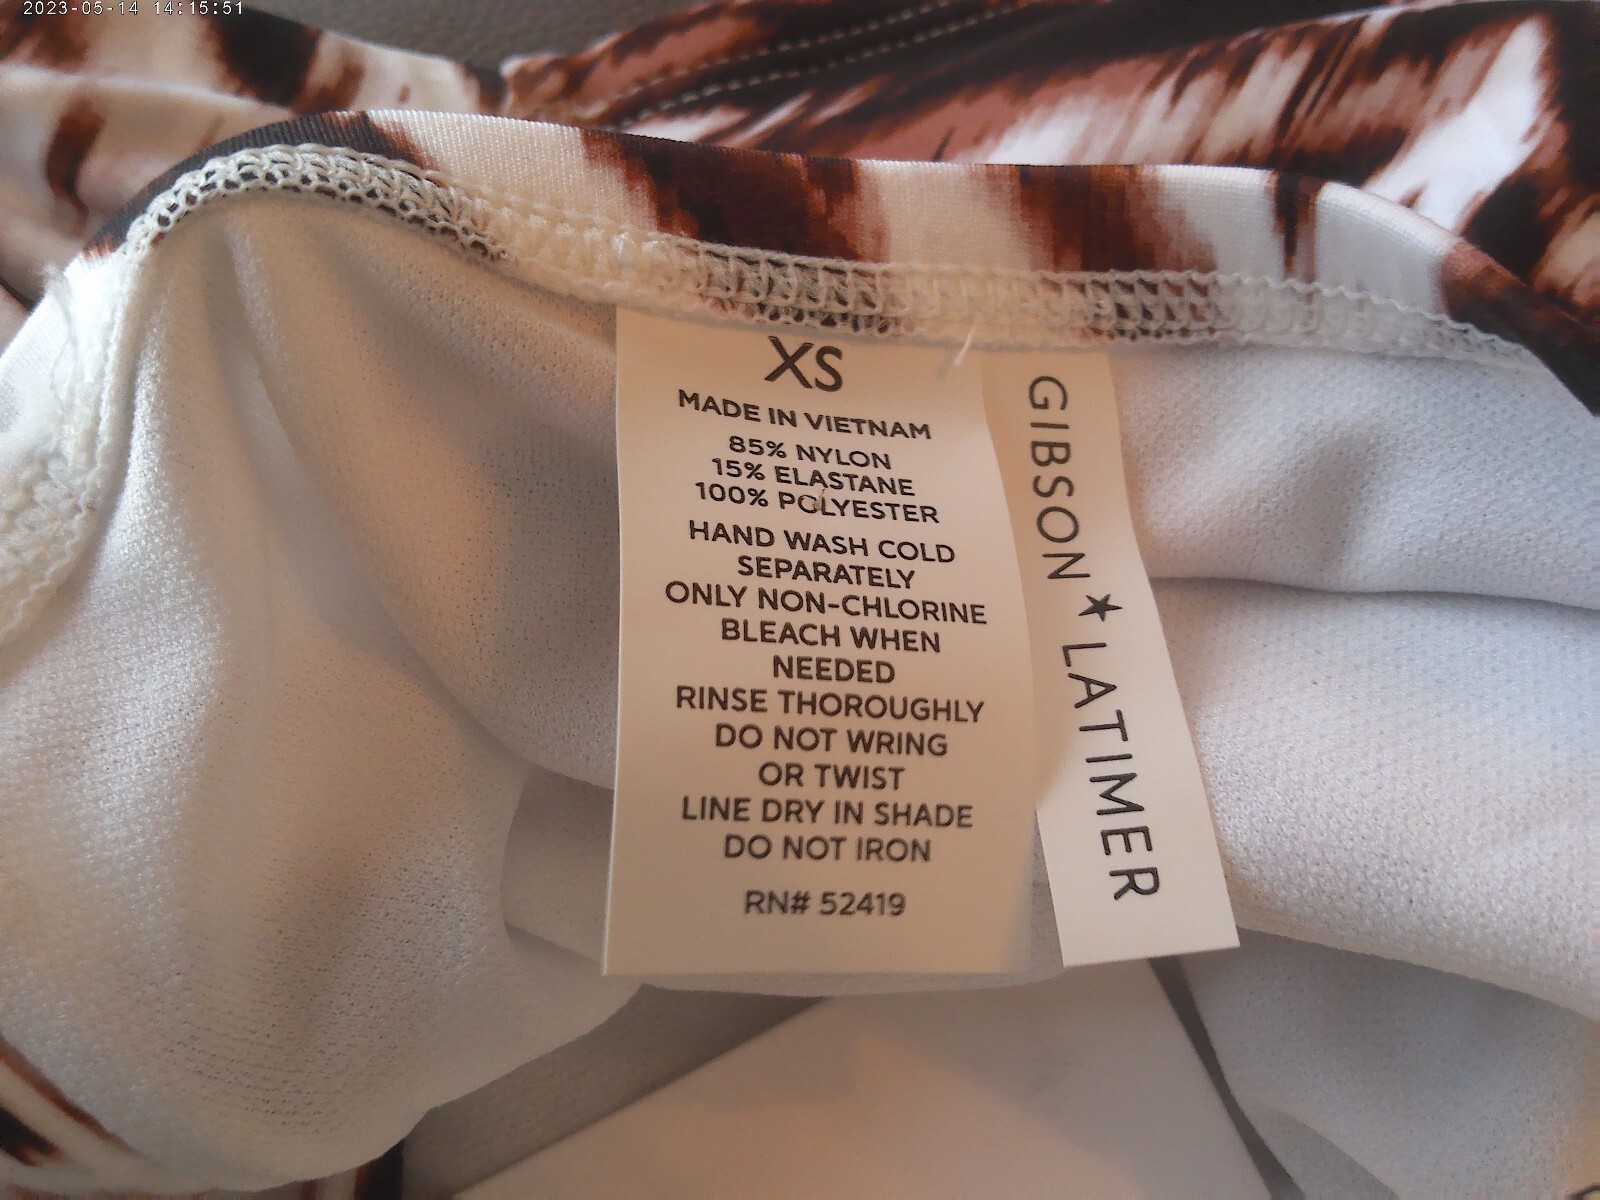 2023-05-14 14:15:51
XS
MADE IN VIETNAM
85% NYLON
15% ELASTANE
100% POLYESTER
HAND WASH COLD
SEPARATELY
ONLY NON-CHLORINE
BLEACH WHEN
NEEDED
RINSE THOROUGHLY
DO NOT WRING
OR TWIST
LINE DRY IN SHADE
DO NOT IRON
RN# 52419
GIBSON ★ LATIMER